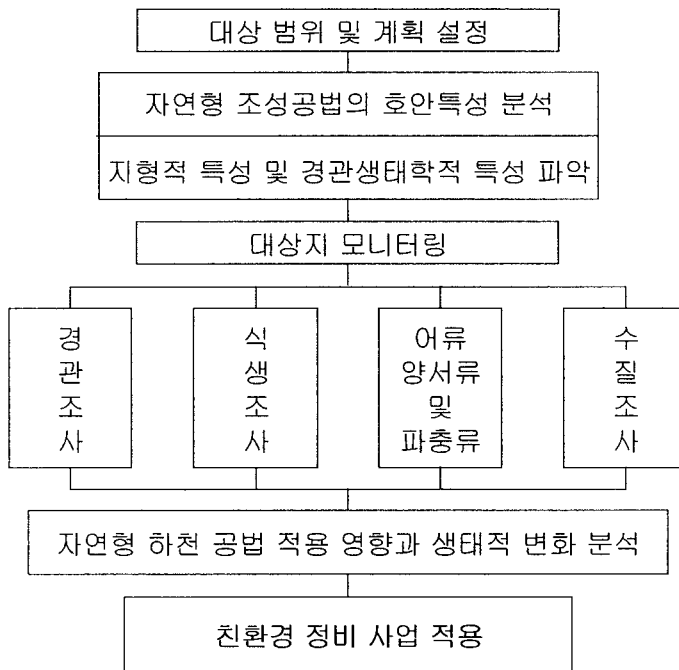 대상 범위 및 계획 설정
자연형 조성공법의 호안특성 분석
지형적 특성 및 경관생태학적 특성 파악
대상지 모니터링
경
관
조
사
식
생
조
사
어류
양서류
및
파충류
수
질
조
사
자연형 하천 공법 적용 영향과 생태적 변화 분석
친환경 정비 사업 적용